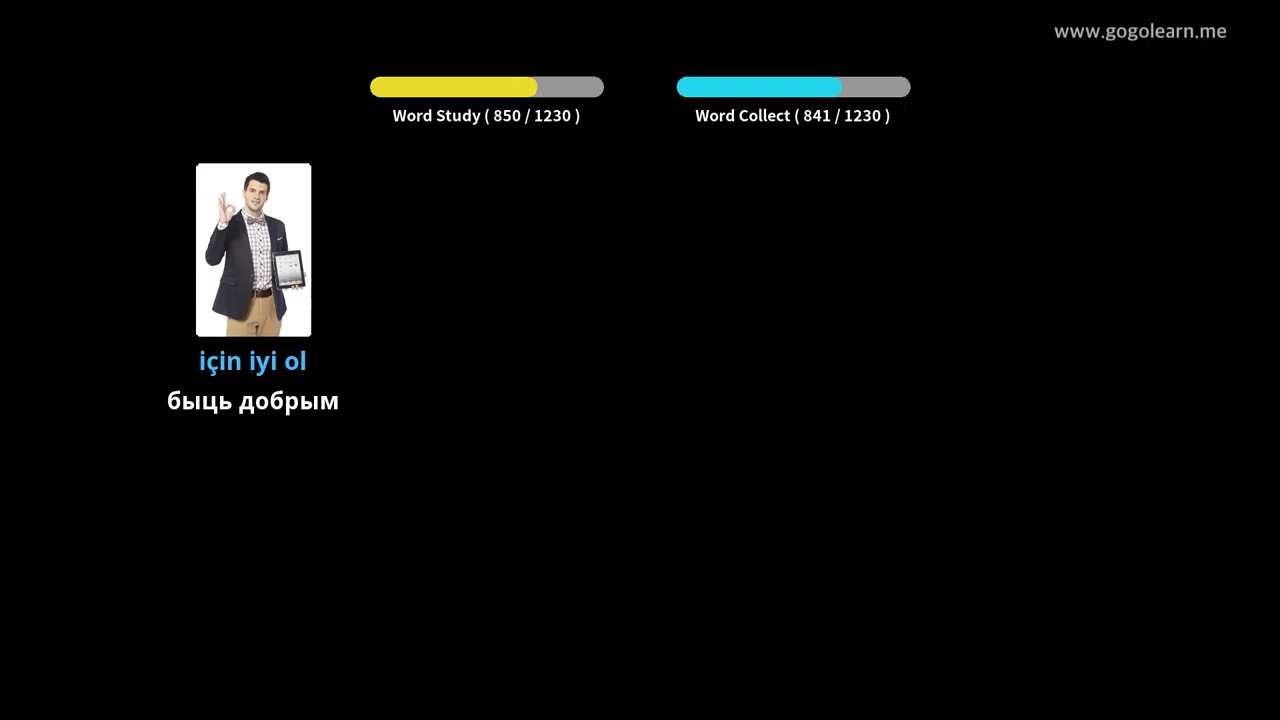 www.gogolearn.me
Word Study ( 850 / 1230 )
Word Collect ( 841 / 1230 )
için iyi ol
быць добрым